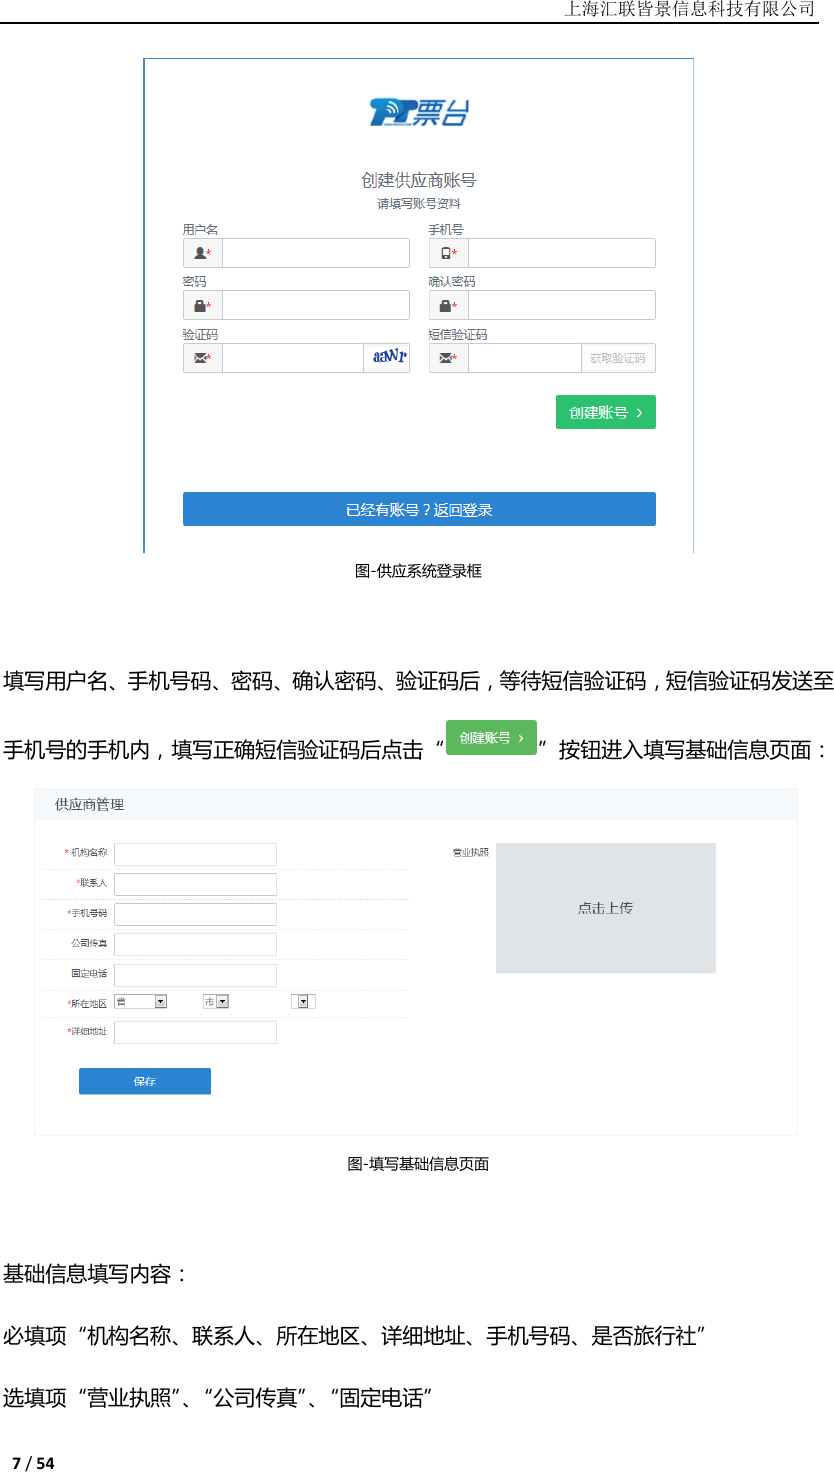 上海汇联皆景信息科技有限公司
票台
创建供应商账号
请填写账号资料
用户名 手机号
* *
密码 确认密码
* *
验证码 短信验证码
* aaWr * 获取验证码
创建账号 >
已经有账号？返回登录
图-供应系统登录框
填写用户名、手机号码、密码、确认密码、验证码后，等待短信验证码，短信验证码发送至
手机号的手机内，填写正确短信验证码后点击“创建账号 >”按钮进入填写基础信息页面：
供应商管理
* 机构名称 营业执照
*联系人 点击上传
*手机号码
公司传真
固定电话
*所在地区 省 市
*详细地址
保存
图-填写基础信息页面
基础信息填写内容：
必填项“机构名称、联系人、所在地区、详细地址、手机号码、是否旅行社”
选填项“营业执照”、“公司传真”、“固定电话”
7 / 54